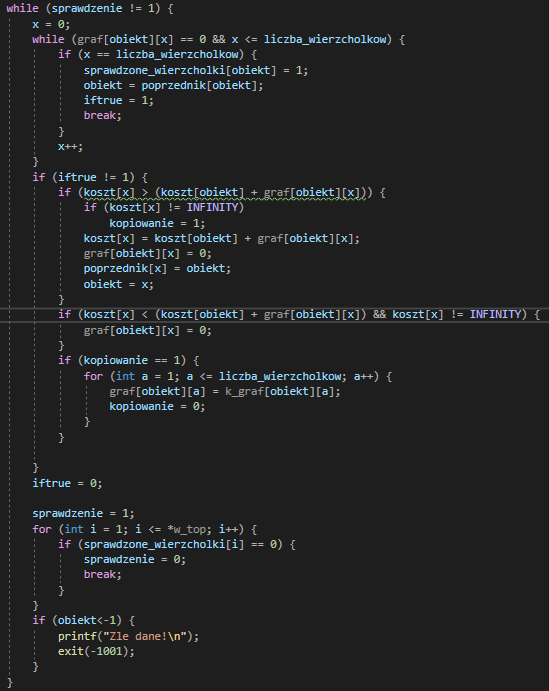 while (sprawdzenie != 1) {
    x = 0;
    while (graf[obiekt][x] == 0 && x <= liczba_wierzcholkow) {
        if (x == liczba_wierzcholkow) {
            sprawdzone_wierzcholki[obiekt] = 1;
            obiekt = poprzednik[obiekt];
            iftrue = 1;
            break;
        }
        x++;
    }
    if (iftrue != 1) {
        if (koszt[x] > (koszt[obiekt] + graf[obiekt][x])) {
            if (koszt[x] != INFINITY)
                kopiowanie = 1;
            koszt[x] = koszt[obiekt] + graf[obiekt][x];
            graf[obiekt][x] = 0;
            poprzednik[x] = obiekt;
            obiekt = x;
        }
        if (koszt[x] < (koszt[obiekt] + graf[obiekt][x]) && koszt[x] != INFINITY) {
            graf[obiekt][x] = 0;
        }
        if (kopiowanie == 1) {
            for (int a = 1; a <= liczba_wierzcholkow; a++) {
                graf[obiekt][a] = k_graf[obiekt][a];
                kopiowanie = 0;
            }
        }

    }
    iftrue = 0;

    sprawdzenie = 1;
    for (int i = 1; i <= *w_top; i++) {
        if (sprawdzone_wierzcholki[i] == 0) {
            sprawdzenie = 0;
            break;
        }
    }
    if (obiekt<-1) {
        printf("Zle dane!\n");
        exit(-1001);
    }
}